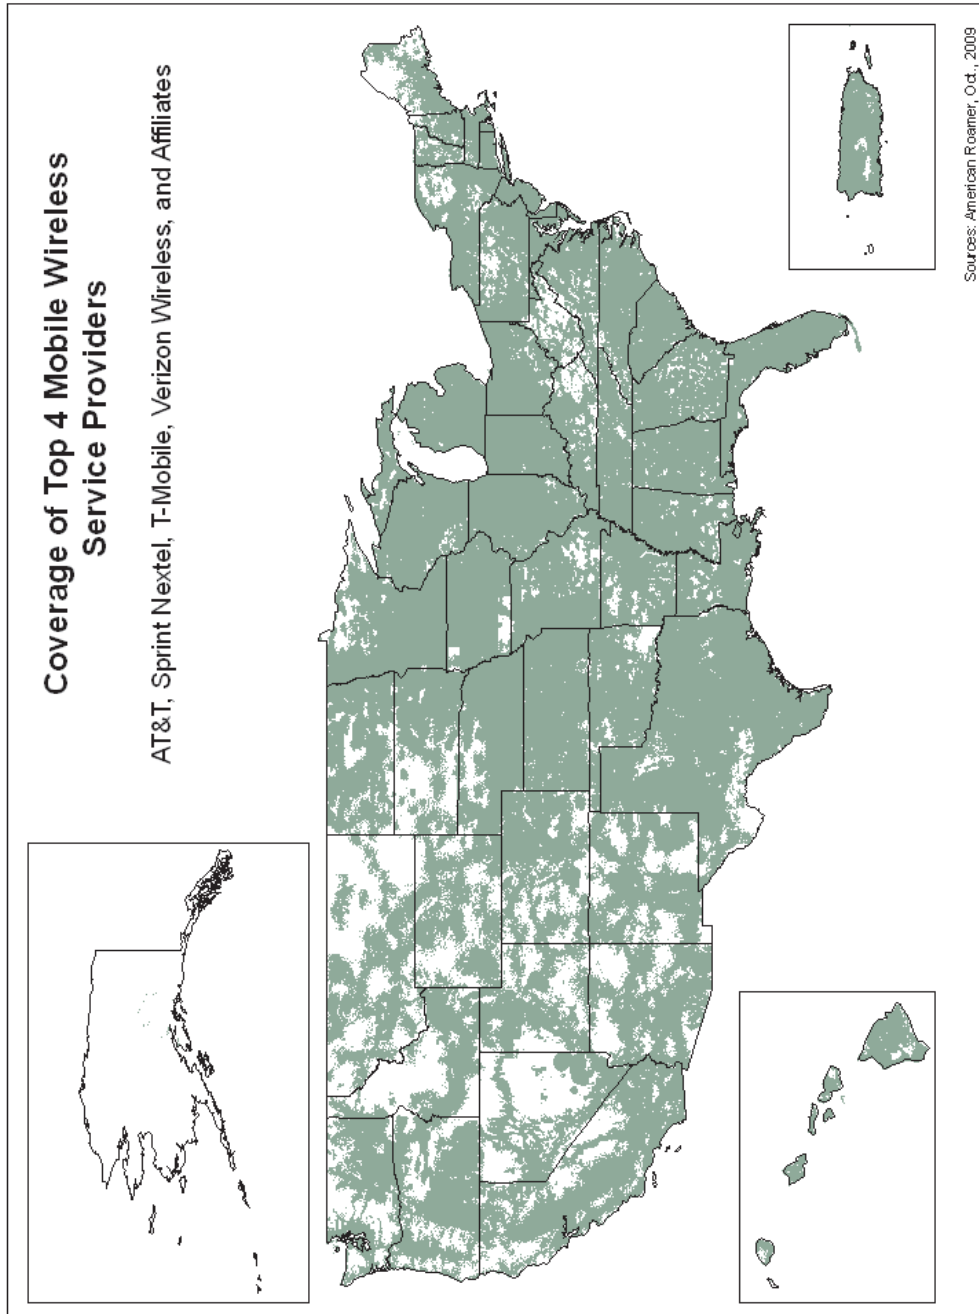 Coverage of Top 4 Mobile Wireless
Service Providers
AT&T, Sprint Nextel, T-Mobile, Verizon Wireless, and Affiliates
Sources: American Roamer, Oct., 2009